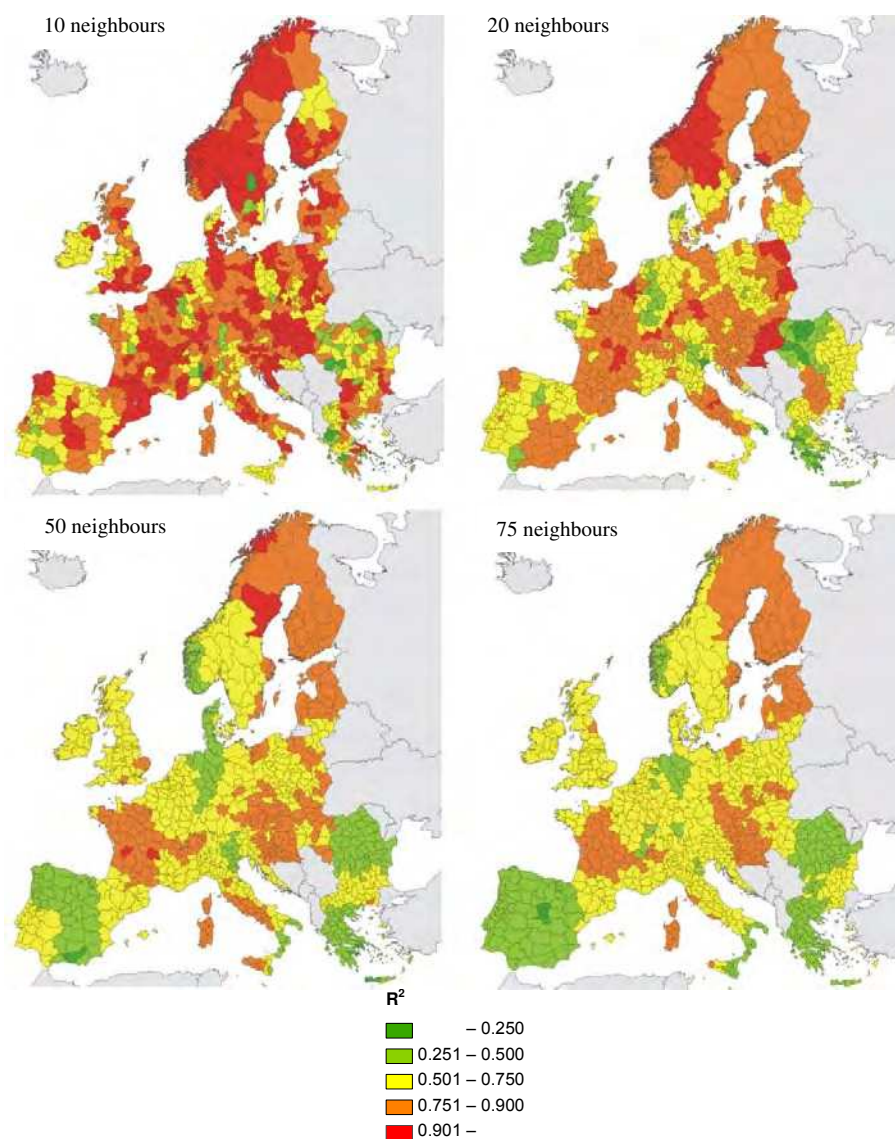 10 neighbours
20 neighbours
50 neighbours
75 neighbours
R²
– 0.250
0.251 – 0.500
0.501 – 0.750
0.751 – 0.900
0.901 –